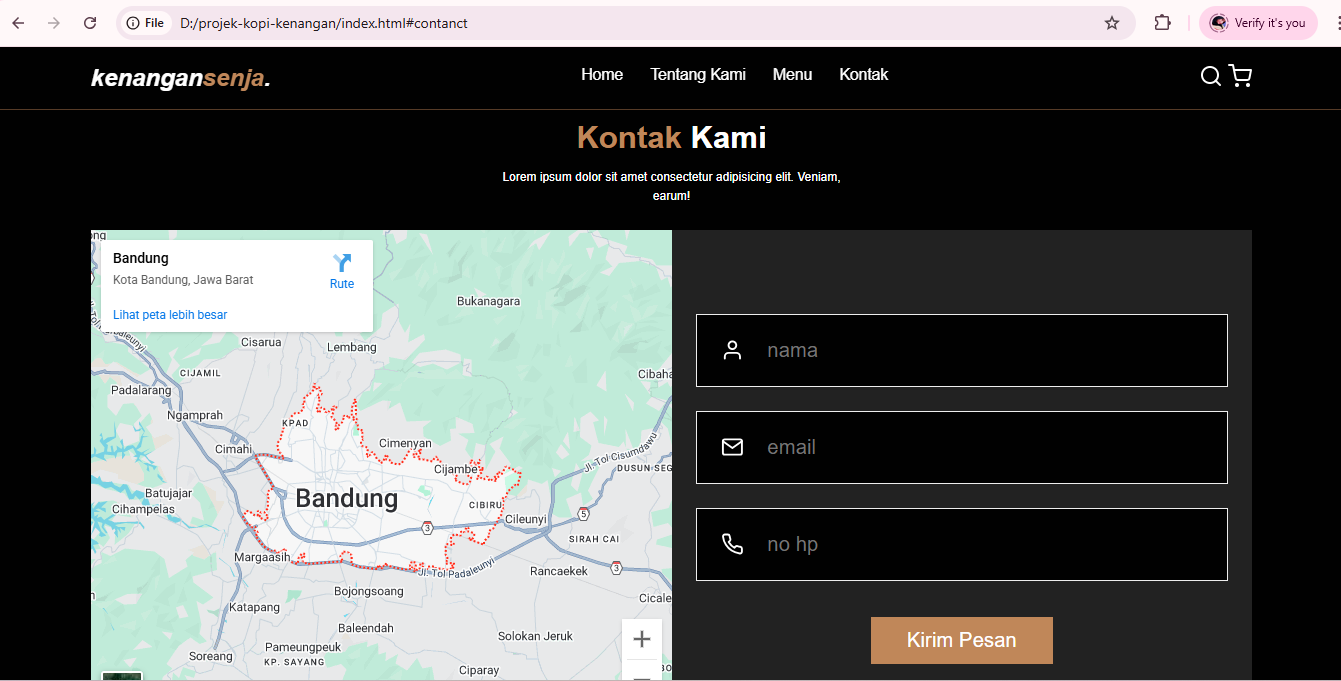 File D:/projek-kopi-kenangan/index.html#contanct Verify it's you
kenangansenja. Home Tentang Kami Menu Kontak
Kontak Kami
Lorem ipsum dolor sit amet consectetur adipisicing elit. Veniam,
earum!
ong
Bandung
Kota Bandung, Jawa Barat
Rute
Lihat peta lebih besar
Bukanagara
Cisarua
Lembang
CIJAMIL
Cibaha
Padalarang
Ngamprah
KPAD
Cimenyan
Cimahi
Jl. Tol Cisumdawu
Cijambe
DUSUN SEG
Batujajar
Bandung
Cihampelas
CIBIRU
Cileunyi
5
3
SIRAH CAI
Margaasih
Jl. Tol Padaleunyi
Rancaekek
3
Bojongsoang
Katapang
Cicale
Baleendah
Solokan Jeruk
Pameungpeuk
KP. SAYANG
Soreang
Ciparay
nama
email
no hp
Kirim Pesan